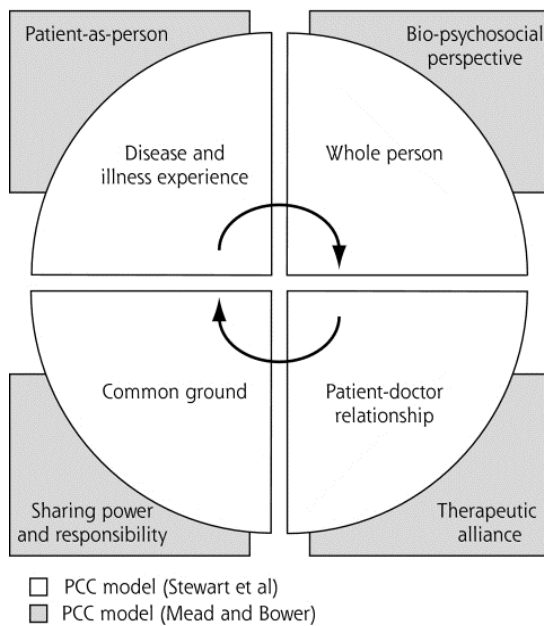 Patient-as-person
Bio-psychosocial
perspective
Disease and
illness experience
Whole person
Common ground
Patient-doctor
relationship
Sharing power
and responsibility
Therapeutic
alliance
PCC model (Stewart et al)
PCC model (Mead and Bower)